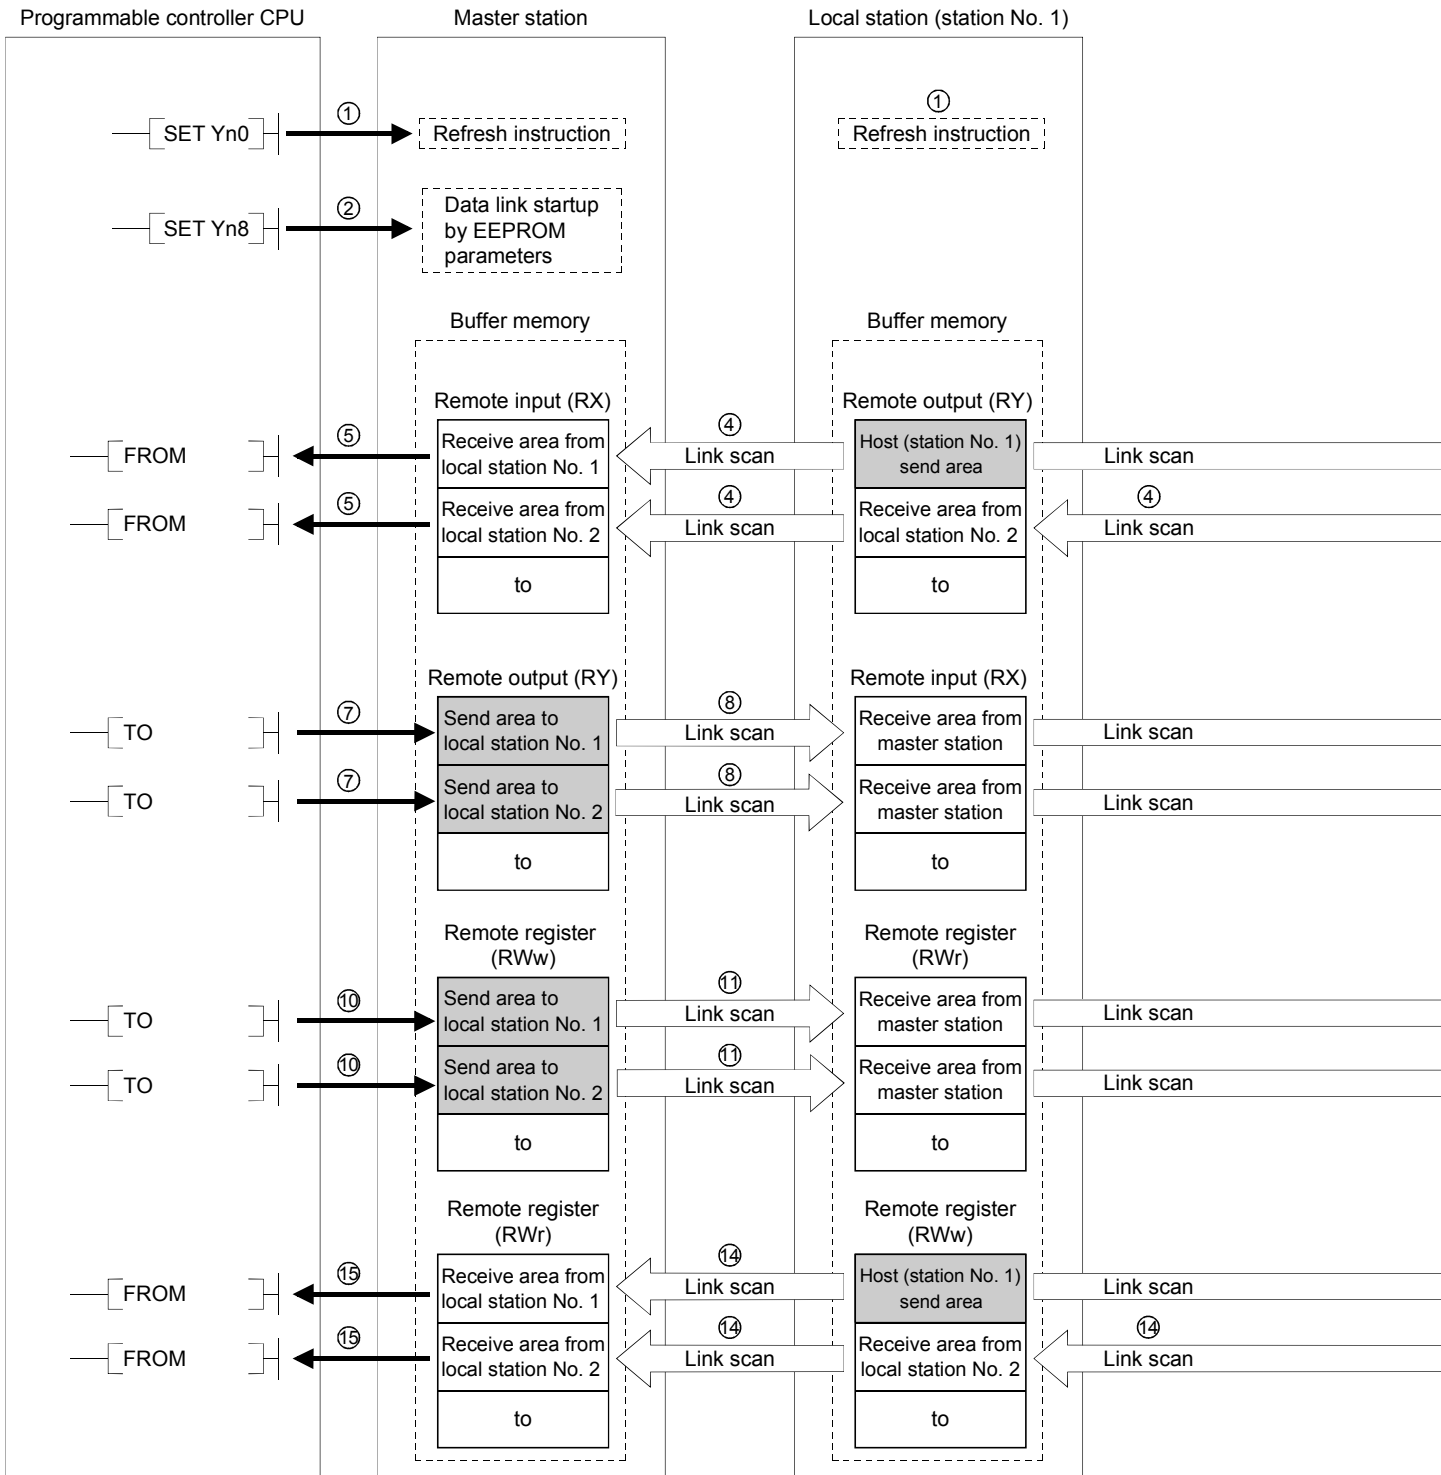 Programmable controller CPU
Master station
Local station (station No. 1)
SET Yn0
①
Refresh instruction
①
Refresh instruction
SET Yn8
②
Data link startup
by EEPROM
parameters
Buffer memory
Buffer memory
Remote input (RX)
Remote output (RY)
FROM
⑤
Receive area from
local station No. 1
④
Link scan
Host (station No. 1)
send area
Link scan
FROM
⑤
Receive area from
local station No. 2
④
Link scan
Receive area from
local station No. 2
④
Link scan
to
to
Remote output (RY)
Remote input (RX)
TO
⑦
Send area to
local station No. 1
⑧
Link scan
Receive area from
master station
Link scan
TO
⑦
Send area to
local station No. 2
⑧
Link scan
Receive area from
master station
Link scan
to
to
Remote register
(RWw)
Remote register
(RWr)
TO
⑩
Send area to
local station No. 1
⑪
Link scan
Receive area from
master station
Link scan
TO
⑩
Send area to
local station No. 2
⑪
Link scan
Receive area from
master station
Link scan
to
to
Remote register
(RWr)
Remote register
(RWw)
FROM
⑮
Receive area from
local station No. 1
⑭
Link scan
Host (station No. 1)
send area
Link scan
FROM
⑮
Receive area from
local station No. 2
⑭
Link scan
Receive area from
local station No. 2
⑭
Link scan
to
to